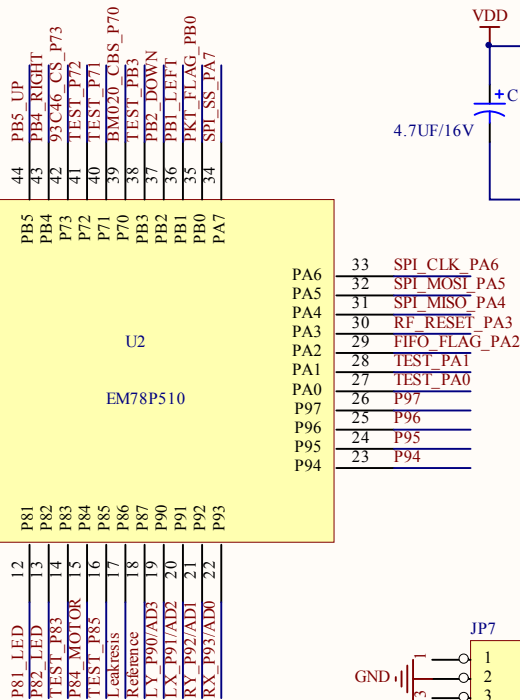 VDD
+ C
4.7UF/16V
PB5_UP
PB4_RIGHT
93C46_CS_P73
TEST_P72
TEST_P71
BM020_CBS_P70
TEST_PB3
PB2_DOWN
PB1_LEFT
PKT_FLAG_PB0
SPI_SS_PA7
44
43
42
41
40
39
38
37
36
35
34
PB5
PB4
P73
P72
P71
P70
PB3
PB2
PB1
PB0
PA7
PA6 33 SPI_CLK_PA6
PA5 32 SPI_MOSI_PA5
PA4 31 SPI_MISO_PA4
PA3 30 RF_RESET_PA3
PA2 29 FIFO_FLAG_PA2
PA1 28 TEST_PA1
PA0 27 TEST_PA0
P97 26 P97
P96 25 P96
P95 24 P95
P94 23 P94
U2
EM78P510
P81
P82
P83
P84
P85
P86
P87
P90
P91
P92
P93
12
13
14
15
16
17
18
19
20
21
22
P81_LED
P82_LED
TEST_P83
P84_MOTOR
TEST_P85
Leakresis
Reference
LY_P90/AD3
LX_P91/AD2
RY_P92/AD1
RX_P93/AD0
JP7
1 1
GND 2
3 3